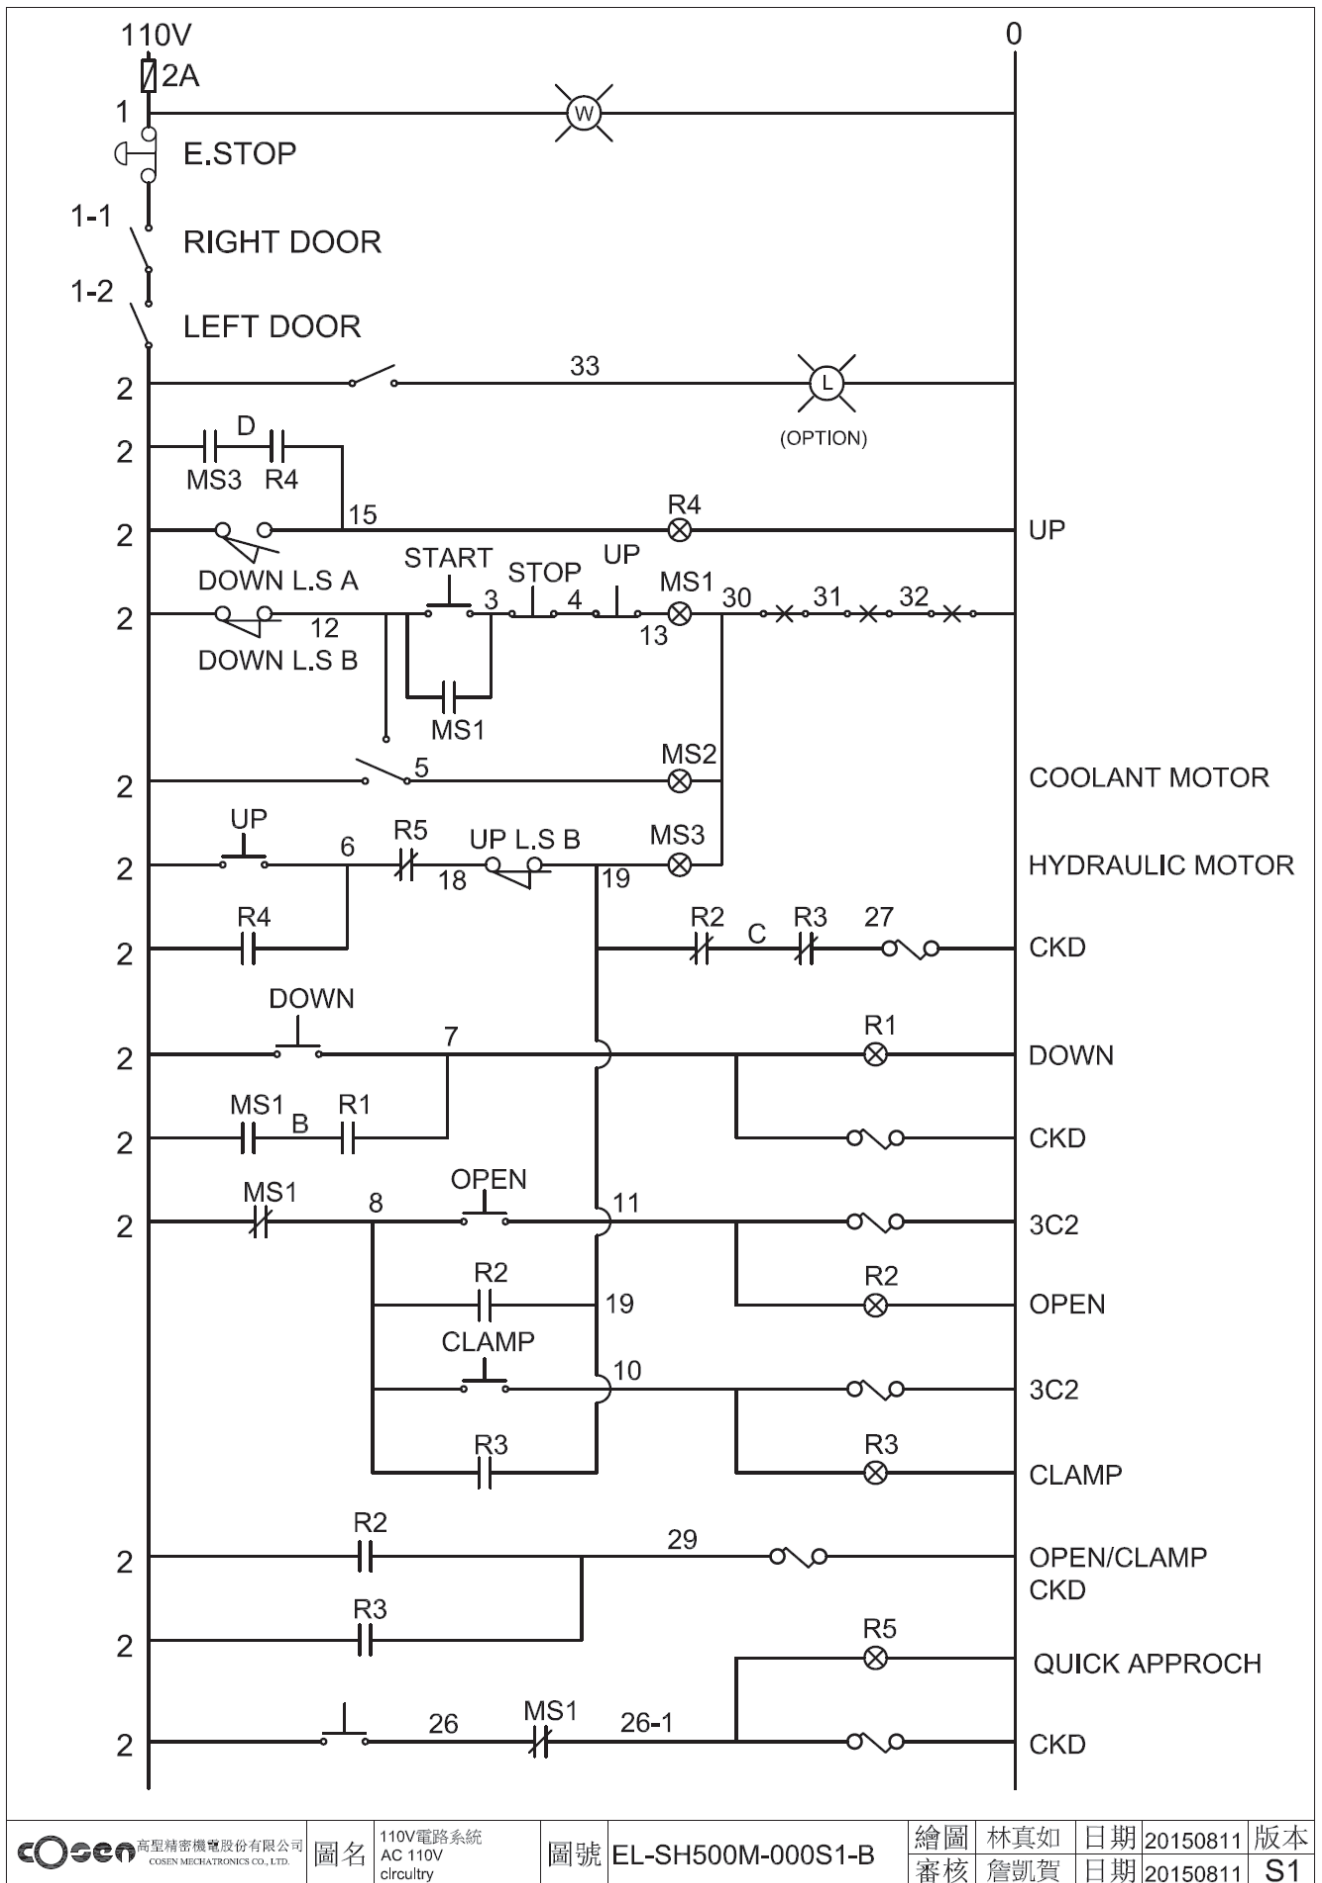 110V 0
2A
1 W
E.STOP
1-1
RIGHT DOOR
1-2
LEFT DOOR
2 33 L
(OPTION)
2 D
MS3 R4
2 15 R4 UP
DOWN L.S A
START STOP UP MS1
2 12 3 4 13 30 31 32
DOWN L.S B
MS1
2 5 MS2 COOLANT MOTOR
UP
2 6 R5 18 UP L.S B 19 MS3 HYDRAULIC MOTOR
2 R4 R2 C R3 27 CKD
DOWN
2 7 R1 DOWN
2 MS1 B R1 CKD
2 MS1 8 OPEN 11 3C2
R2 19 R2 OPEN
CLAMP 10 3C2
R3 R3 CLAMP
2 R2 29 OPEN/CLAMP
CKD
2 R3
R5 QUICK APPROCH
2 26 MS1 26-1 CKD
cosen 高聖精密機電股份有限公司
COSEN MECHATRONICS CO., LTD.
圖名
110V電路系統
AC 110V
circultry
圖號 EL-SH500M-000S1-B
繪圖 林真如 日期 20150811 版本
審核 詹凱賀 日期 20150811 S1